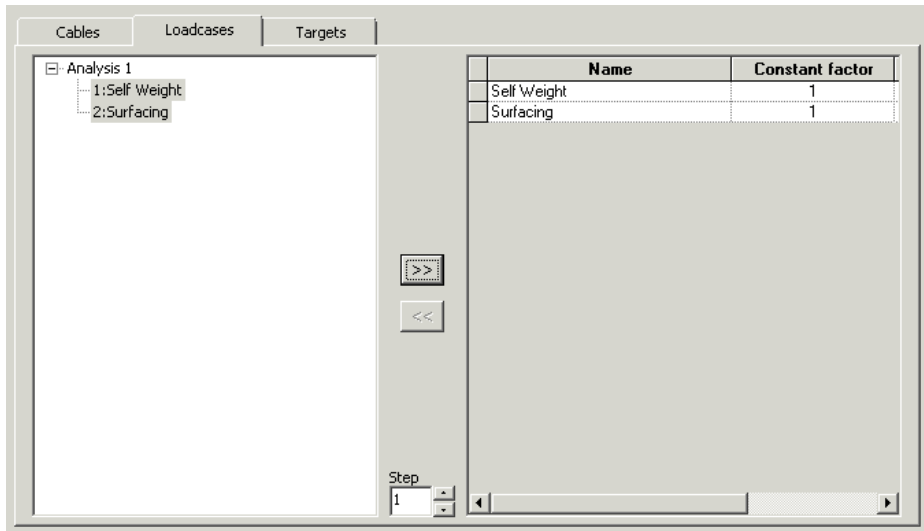 Cables Loadcases Targets
Analysis 1
1:Self Weight
2:Surfacing
>>
<<
Step
1
Name Constant factor
Self Weight 1
Surfacing 1